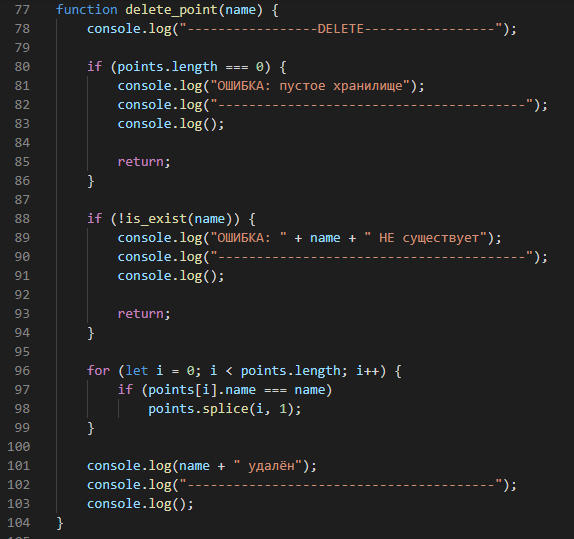 77 function delete_point(name) {
78     console.log("-----------------DELETE-----------------");
79
80     if (points.length === 0) {
81         console.log("ОШИБКА: пустое хранилище");
82         console.log("----------------------------------------");
83         console.log();
84
85         return;
86     }
87
88     if (!is_exist(name)) {
89         console.log("ОШИБКА: " + name + " НЕ существует");
90         console.log("----------------------------------------");
91         console.log();
92
93         return;
94     }
95
96     for (let i = 0; i < points.length; i++) {
97         if (points[i].name === name)
98             points.splice(i, 1);
99     }
100
101     console.log(name + " удалён");
102     console.log("----------------------------------------");
103     console.log();
104 }